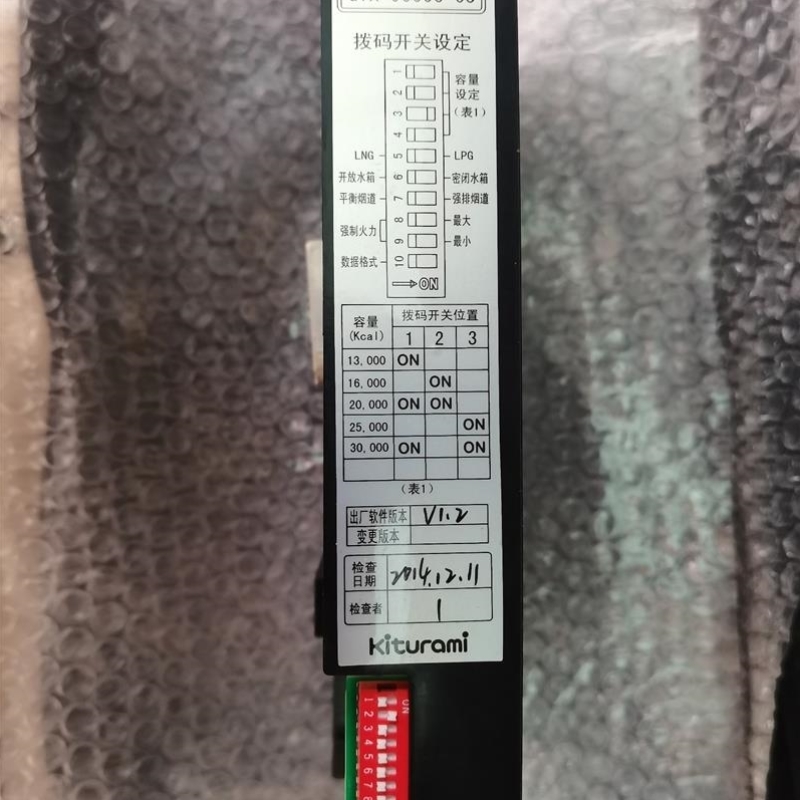 拨码开关设定
1
2 容量
设定
3 (表1)
4
LNG 5 LPG
开放水箱 6 密闭水箱
平衡烟道 7 强排烟道
强制火力 8 最大
9 最小
数据格式 10
ON
容量 (Kcal) 拨码开关位置
1 2 3
13,000 ON
16,000 ON
20,000 ON ON
25,000 ON
30,000 ON ON
(表1)
出厂软件版本 V1.2
变更版本
检查日期 2014.12.11
检查者 1
kiturami
ON
1 2 3 4 5 6 7